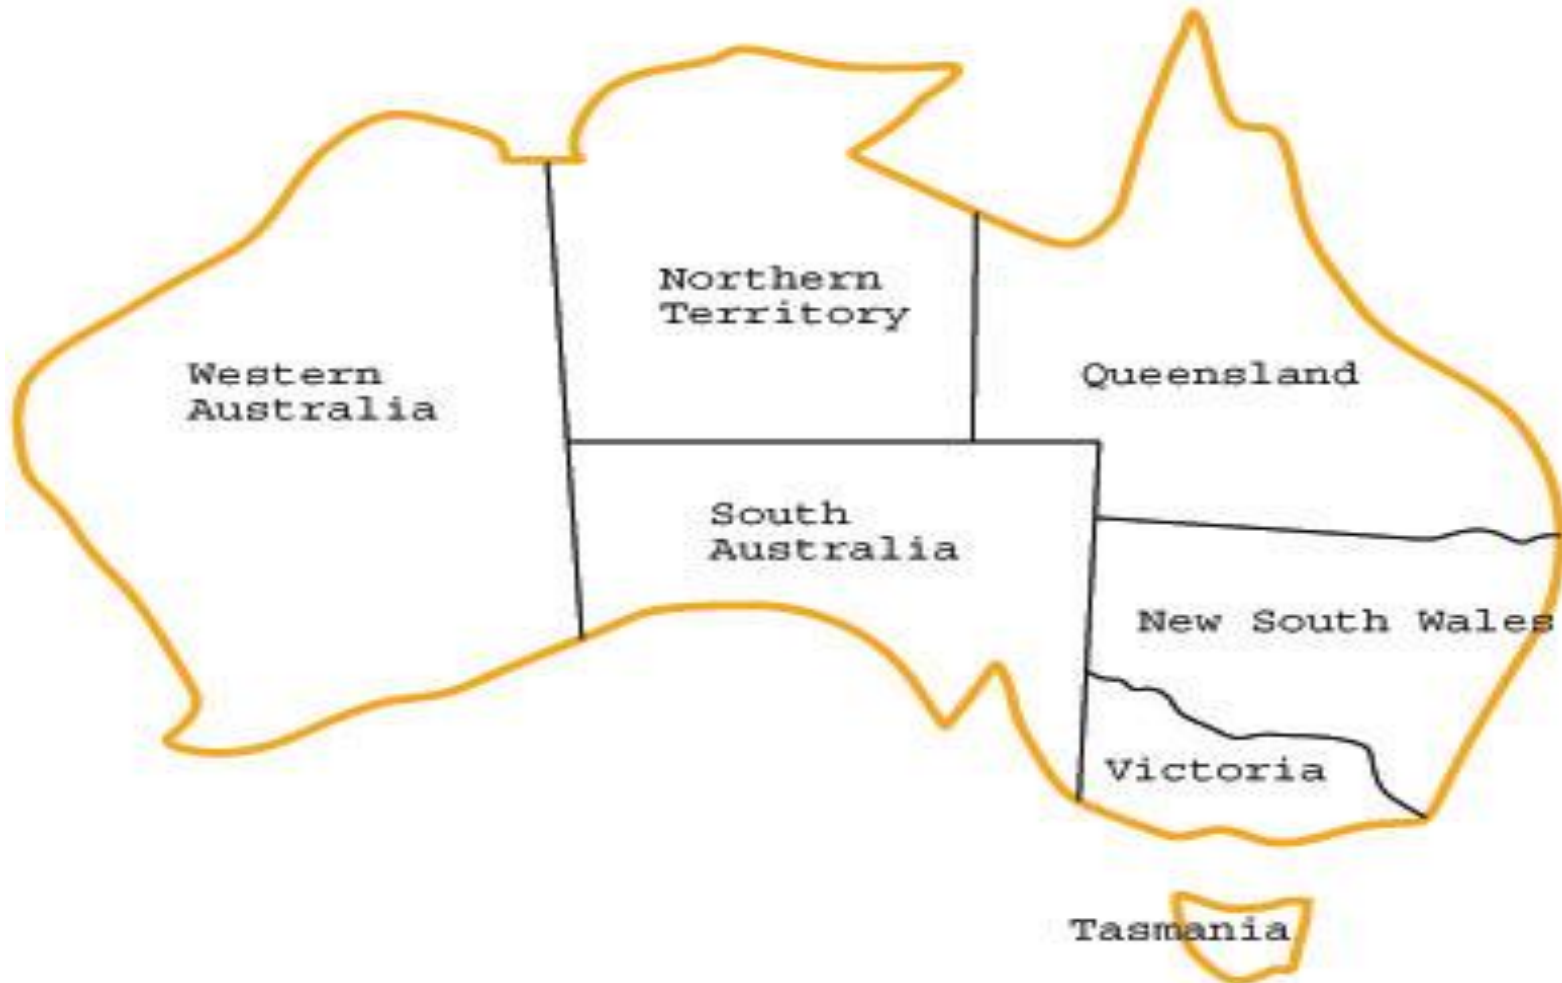 Northern
Territory
Western
Australia
Queensland
South
Australia
New South Wales
Victoria
Tasmania